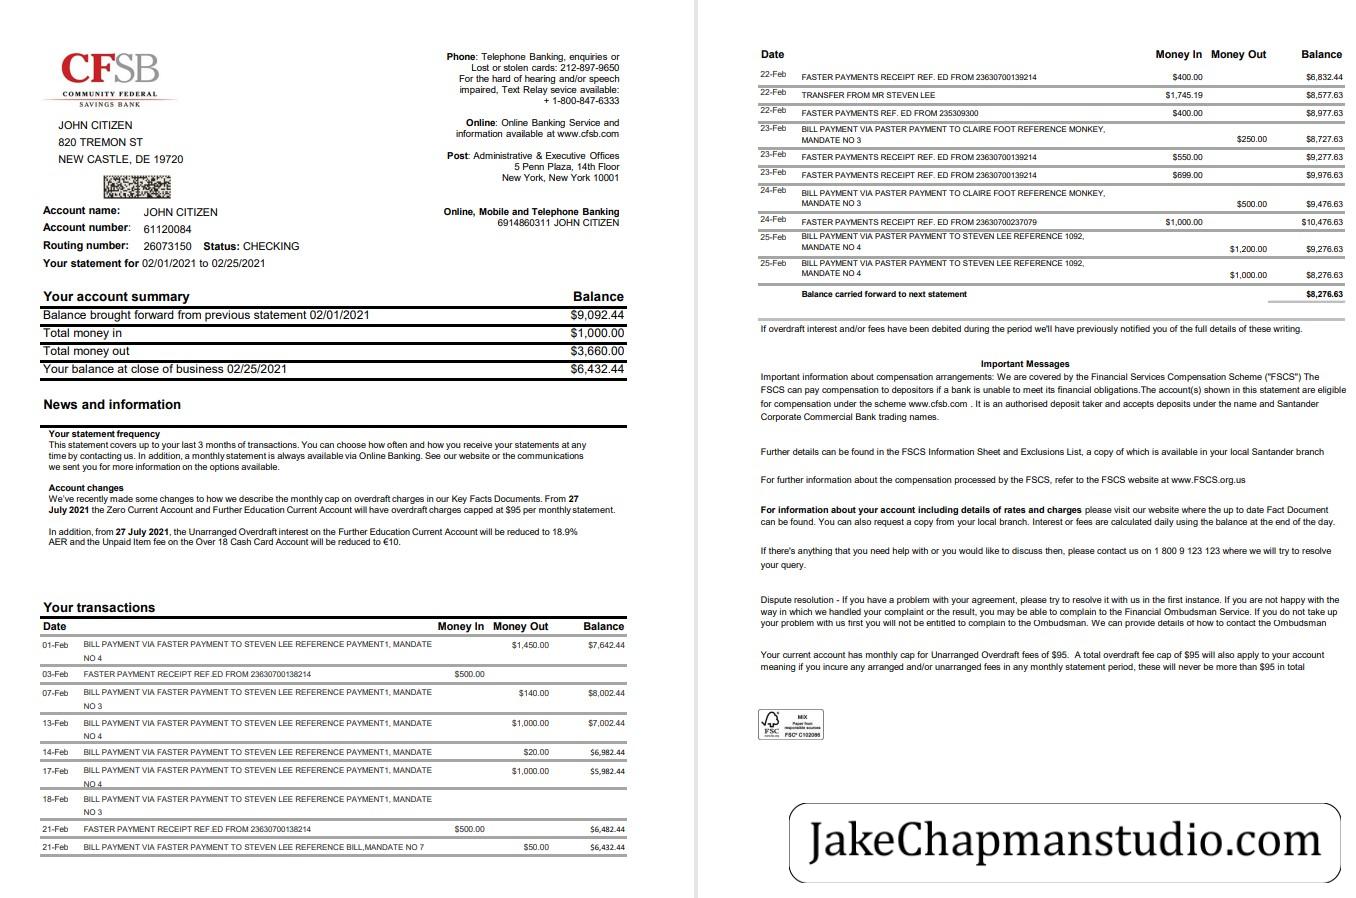 CFSB
COMMUNITY FEDERAL
SAVINGS BANK
Phone: Telephone Banking, enquiries or
Lost or stolen cards: 212-897-9650
For the hard of hearing and/or speech
impaired, Text Relay sevice available:
+ 1-800-847-6333
Online: Online Banking Service and
information available at www.cfsb.com
Post: Administrative & Executive Offices
5 Penn Plaza, 14th Floor
New York, New York 10001
JOHN CITIZEN
820 TREMON ST
NEW CASTLE, DE 19720
Account name: JOHN CITIZEN
Account number: 61120084
Routing number: 26073150 Status: CHECKING
Your statement for 02/01/2021 to 02/25/2021
Online, Mobile and Telephone Banking
6914860311 JOHN CITIZEN
Your account summary Balance
Balance brought forward from previous statement 02/01/2021 $9,092.44
Total money in $1,000.00
Total money out $3,660.00
Your balance at close of business 02/25/2021 $6,432.44
News and information
Your statement frequency
This statement covers up to your last 3 months of transactions. You can choose how often and how you receive your statements at any
time by contacting us. In addition, a monthly statement is always available via Online Banking. See our website or the communications
we sent you for more information on the options available.
Account changes
We've recently made some changes to how we describe the monthly cap on overdraft charges in our Key Facts Documents. From 27
July 2021 the Zero Current Account and Further Education Current Account will have overdraft charges capped at $95 per monthly statement.
In addition, from 27 July 2021, the Unarranged Overdraft interest on the Further Education Current Account will be reduced to 18.9%
AER and the Unpaid Item fee on the Over 18 Cash Card Account will be reduced to €10.
Your transactions
Date Money In Money Out Balance
01-Feb BILL PAYMENT VIA FASTER PAYMENT TO STEVEN LEE REFERENCE PAYMENT1, MANDATE $1,450.00 $7,642.44
NO 4
03-Feb FASTER PAYMENT RECEIPT REF.ED FROM 23630700138214 $500.00
07-Feb BILL PAYMENT VIA FASTER PAYMENT TO STEVEN LEE REFERENCE PAYMENT1, MANDATE $140.00 $8,002.44
NO 3
13-Feb BILL PAYMENT VIA FASTER PAYMENT TO STEVEN LEE REFERENCE PAYMENT1, MANDATE $1,000.00 $7,002.44
NO 4
14-Feb BILL PAYMENT VIA FASTER PAYMENT TO STEVEN LEE REFERENCE PAYMENT1, MANDATE $20.00 $6,982.44
17-Feb BILL PAYMENT VIA FASTER PAYMENT TO STEVEN LEE REFERENCE PAYMENT1, MANDATE $1,000.00 $5,982.44
NO 4
18-Feb BILL PAYMENT VIA FASTER PAYMENT TO STEVEN LEE REFERENCE PAYMENT1, MANDATE
NO 3
21-Feb FASTER PAYMENT RECEIPT REF.ED FROM 23630700138214 $500.00 $6,482.44
21-Feb BILL PAYMENT VIA FASTER PAYMENT TO STEVEN LEE REFERENCE BILL,MANDATE NO 7 $50.00 $6,432.44
Date Money In Money Out Balance
22-Feb FASTER PAYMENTS RECEIPT REF. ED FROM 23630700139214 $400.00 $6,832.44
22-Feb TRANSFER FROM MR STEVEN LEE $1,745.19 $8,577.63
22-Feb FASTER PAYMENTS REF. ED FROM 235309300 $400.00 $8,977.63
23-Feb BILL PAYMENT VIA PASTER PAYMENT TO CLAIRE FOOT REFERENCE MONKEY,
MANDATE NO 3 $250.00 $8,727.63
23-Feb FASTER PAYMENTS RECEIPT REF. ED FROM 23630700139214 $550.00 $9,277.63
23-Feb FASTER PAYMENTS RECEIPT REF. ED FROM 23630700139214 $699.00 $9,976.63
24-Feb BILL PAYMENT VIA PASTER PAYMENT TO CLAIRE FOOT REFERENCE MONKEY,
MANDATE NO 3 $500.00 $9,476.63
24-Feb FASTER PAYMENTS RECEIPT REF. ED FROM 23630700237079 $1,000.00 $10,476.63
25-Feb BILL PAYMENT VIA PASTER PAYMENT TO STEVEN LEE REFERENCE 1092,
MANDATE NO 4 $1,200.00 $9,276.63
25-Feb BILL PAYMENT VIA PASTER PAYMENT TO STEVEN LEE REFERENCE 1092,
MANDATE NO 4 $1,000.00 $8,276.63
Balance carried forward to next statement $8,276.63
If overdraft interest and/or fees have been debited during the period we'll have previously notified you of the full details of these writing.
Important Messages
Important information about compensation arrangements: We are covered by the Financial Services Compensation Scheme ("FSCS") The
FSCS can pay compensation to depositors if a bank is unable to meet its financial obligations.The account(s) shown in this statement are eligible
for compensation under the scheme www.cfsb.com . It is an authorised deposit taker and accepts deposits under the name and Santander
Corporate Commercial Bank trading names.
Further details can be found in the FSCS Information Sheet and Exclusions List, a copy of which is available in your local Santander branch
For further information about the compensation processed by the FSCS, refer to the FSCS website at www.FSCS.org.us
For information about your account including details of rates and charges please visit our website where the up to date Fact Document
can be found. You can also request a copy from your local branch. Interest or fees are calculated daily using the balance at the end of the day.
If there's anything that you need help with or you would like to discuss then, please contact us on 1 800 9 123 123 where we will try to resolve
your query.
Dispute resolution - If you have a problem with your agreement, please try to resolve it with us in the first instance. If you are not happy with the
way in which we handled your complaint or the result, you may be able to complain to the Financial Ombudsman Service. If you do not take up
your problem with us first you will not be entitled to complain to the Ombudsman. We can provide details of how to contact the Ombudsman
Your current account has monthly cap for Unarranged Overdraft fees of $95. A total overdraft fee cap of $95 will also apply to your account
meaning if you incure any arranged and/or unarranged fees in any monthly statement period, these will never be more than $95 in total
FSC
MIX
Paper from
responsible sources
FSC® C102086
JakeChapmanstudio.com